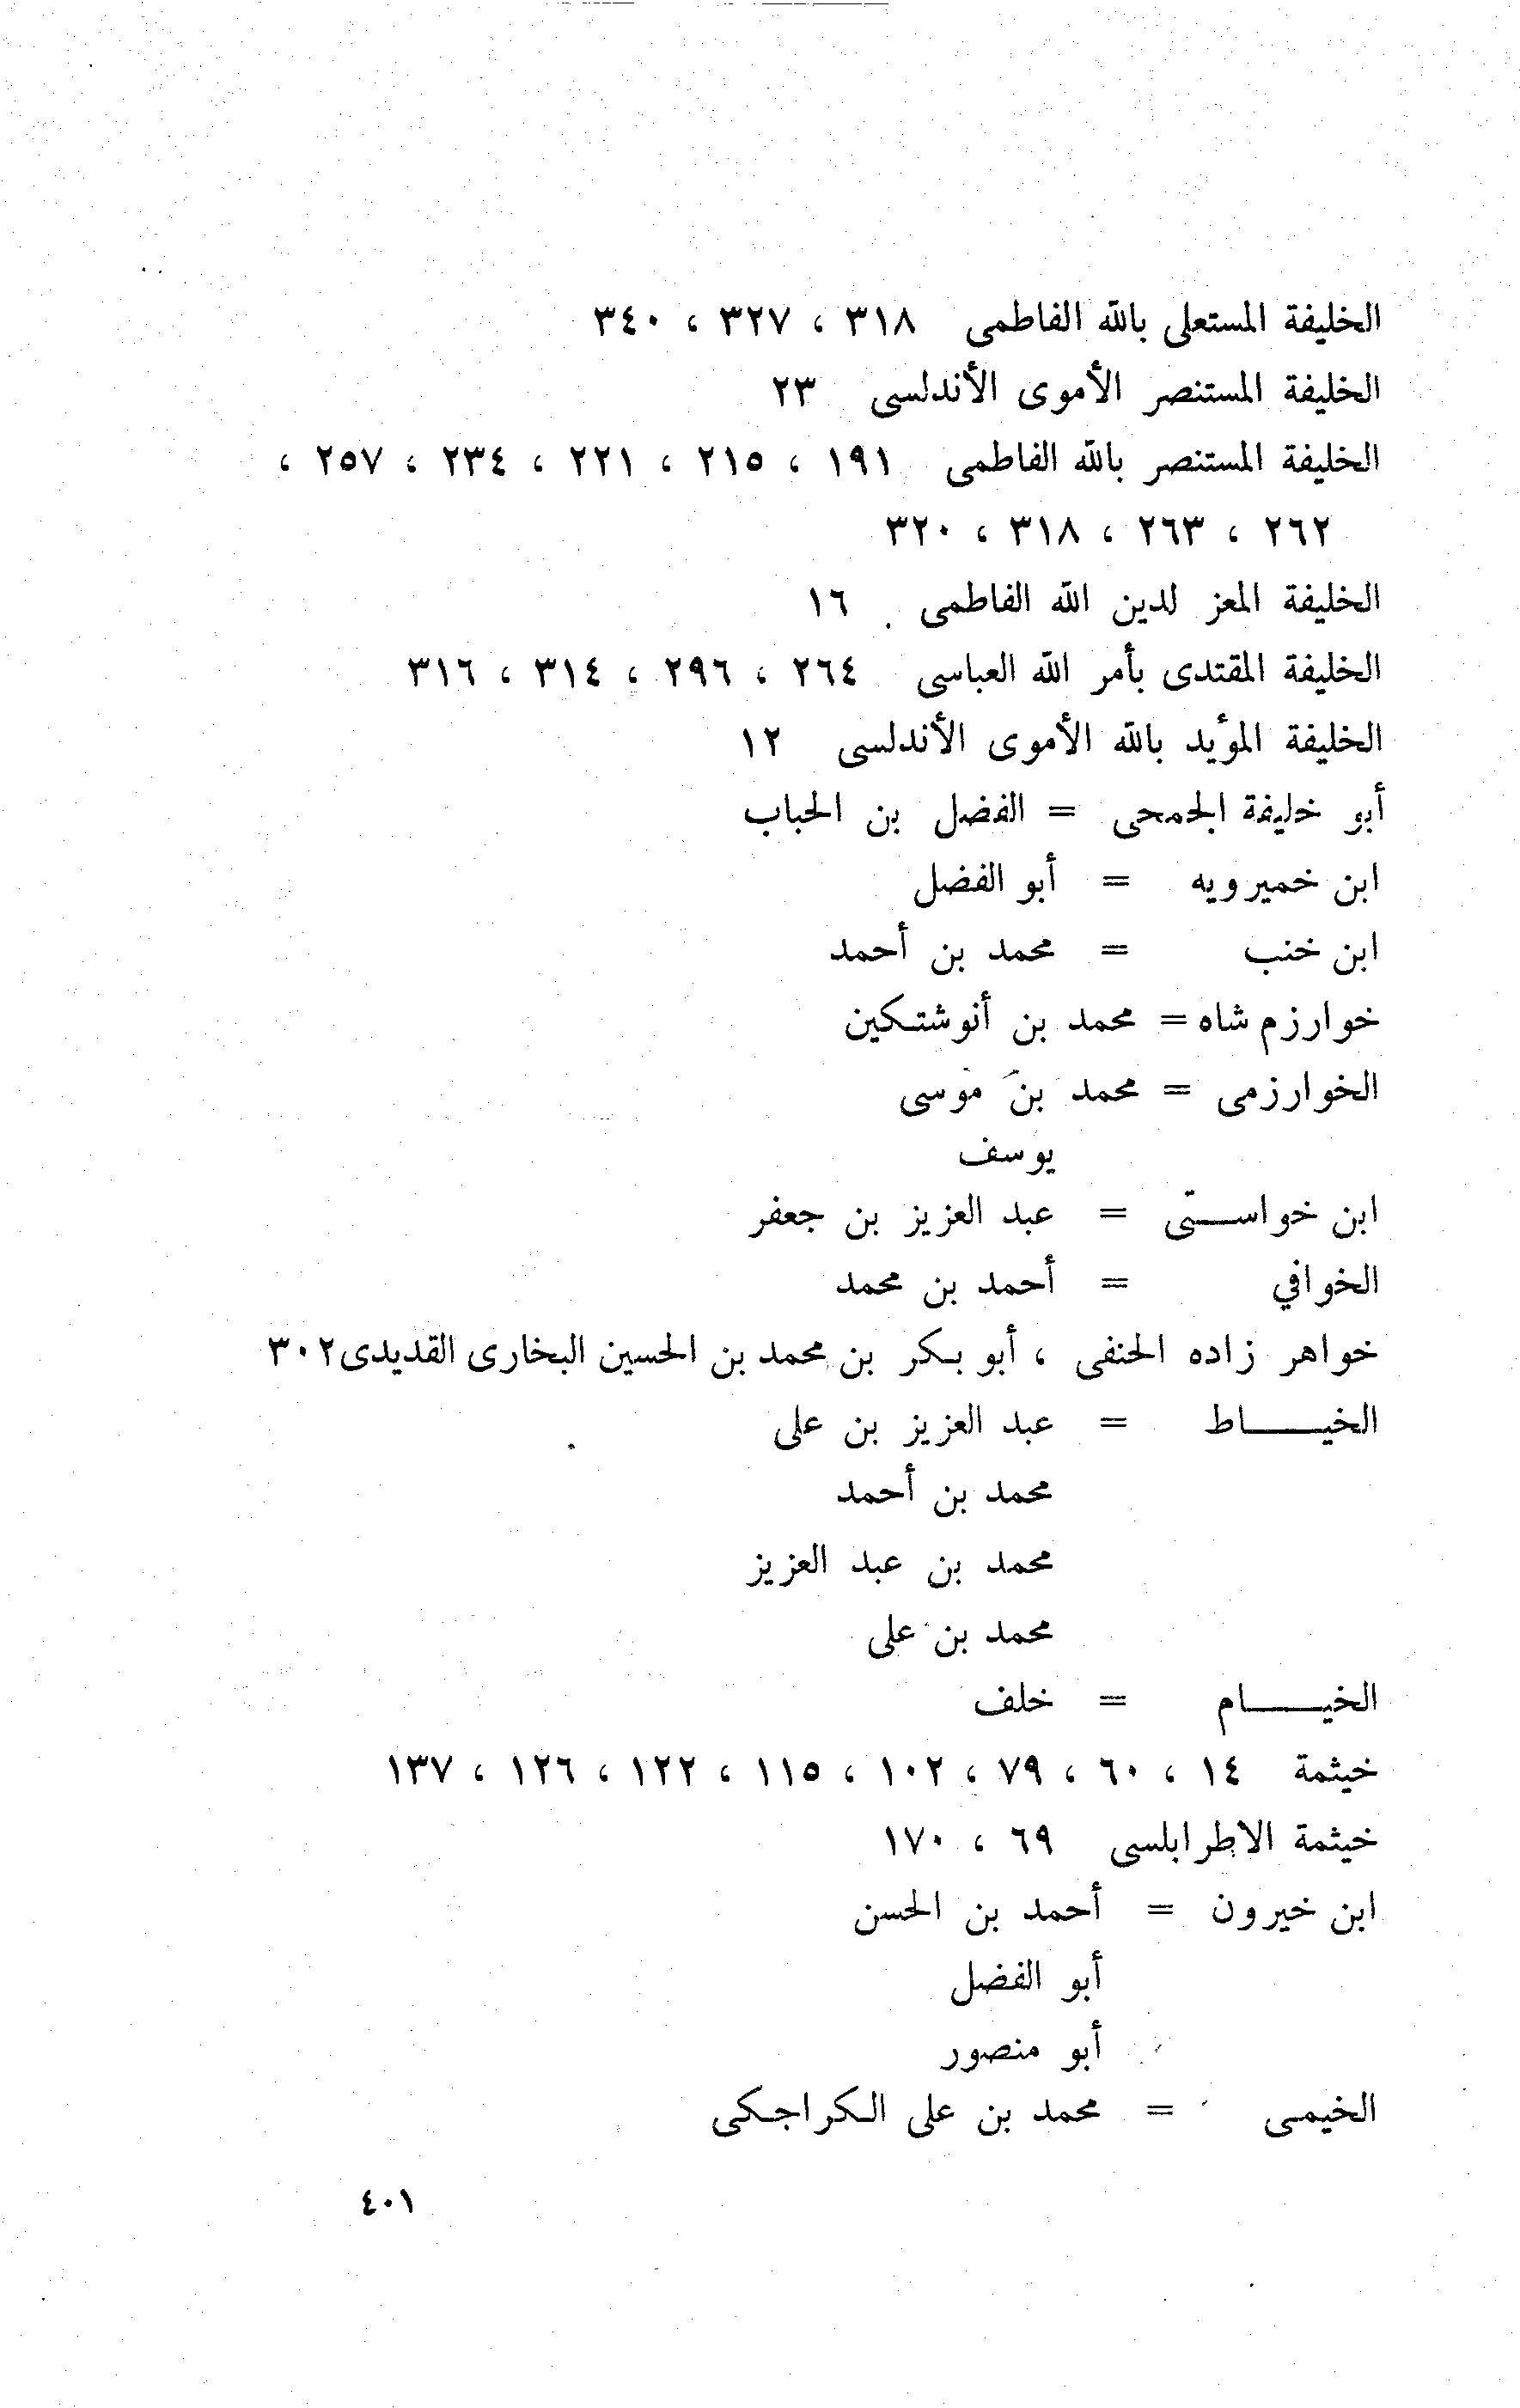 الخليفة المستعلى بالله الفاطمى ٣١٨ ، ٣٢٧ ، ٣٤٠
الخليفة المستنصر الأموى الأندلسى ٢٣
الخليفة المستنصر بالله الفاطمى ١٩١ ، ٢١٥ ، ٢٢١ ، ٢٣٤ ، ٢٥٧ ،
٢٦٢ ، ٢٦٣ ، ٣١٨ ، ٣٢٠
الخليفة المعز لدين الله الفاطمى ١٦
الخليفة المقتدى بأمر الله العباسى ٢٦٤ ، ٢٩٦ ، ٣١٤ ، ٣١٦
الخليفة المؤيد بالله الأموى الأندلسى ١٢
أبو خليفة الجمحى = الفضل بن الحباب
ابن خميرويه = أبو الفضل
ابن خنب = محمد بن أحمد
خوارزم شاه = محمد بن أنوشتكين
الخوارزمى = محمد بن موسى
يوسف
ابن خواستى = عبد العزيز بن جعفر
الخوافي = أحمد بن محمد
خواهر زاده الحنفى ، أبو بكر بن محمد بن الحسين البخارى القديدى ٣٠٢
الخيـاط = عبد العزيز بن على
محمد بن أحمد
محمد بن عبد العزيز
محمد بن على
الخيـام = خلف
خيثمة ١٤ ، ٦٠ ، ٧٩ ، ١٠٢ ، ١١٥ ، ١٢٢ ، ١٢٦ ، ١٣٧
خيثمة الاطرابلسى ٦٩ ، ١٧٠
ابن خيرون = أحمد بن الحسن
أبو الفضل
أبو منصور
الخيمى = محمد بن على الكراجكى
٤٠١